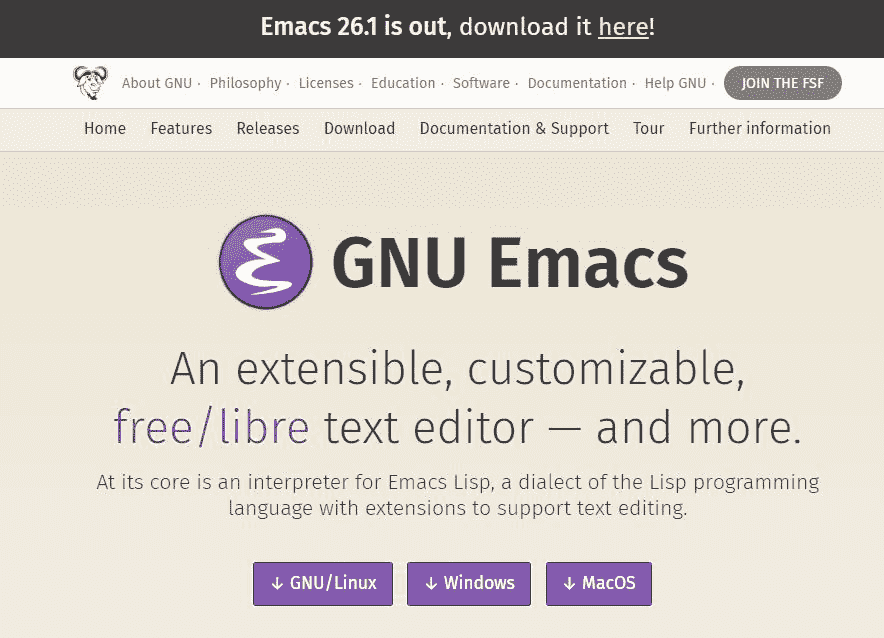 Emacs 26.1 is out, download it here!
About GNU · Philosophy · Licenses · Education · Software · Documentation · Help GNU · JOIN THE FSF
Home Features Releases Download Documentation & Support Tour Further information
GNU Emacs
An extensible, customizable,
free/libre text editor — and more.
At its core is an interpreter for Emacs Lisp, a dialect of the Lisp programming
language with extensions to support text editing.
↓ GNU/Linux ↓ Windows ↓ MacOS